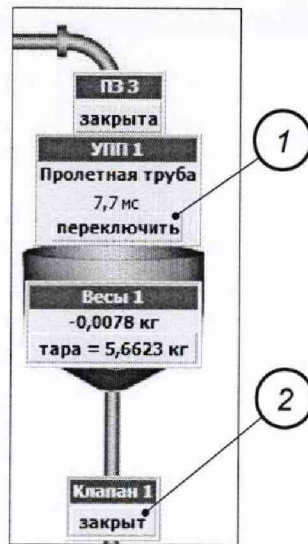 ПЗ 3
закрыта
УПП 1
Пролетная труба
7,7 мс
переключить
1
Весы 1
-0,0078 кг
тара = 5,6623 кг
2
Клапан 1
закрыт